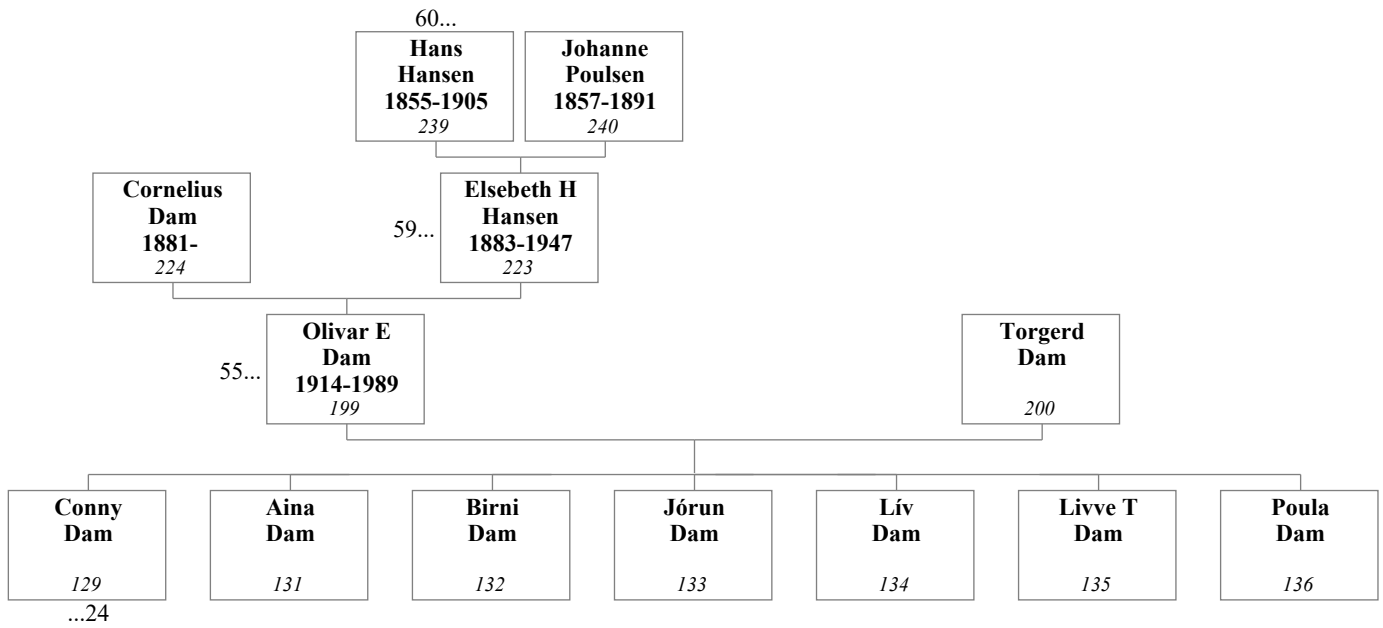 60...
Hans
Hansen
1855-1905
239
Johanne
Poulsen
1857-1891
240
Cornelius
Dam
1881-
224
59...
Elsebeth H
Hansen
1883-1947
223
55...
Olivar E
Dam
1914-1989
199
Torgerd
Dam
200
Conny
Dam
129
...24
Aina
Dam
131
Birni
Dam
132
Jórun
Dam
133
Lív
Dam
134
Livve T
Dam
135
Poula
Dam
136